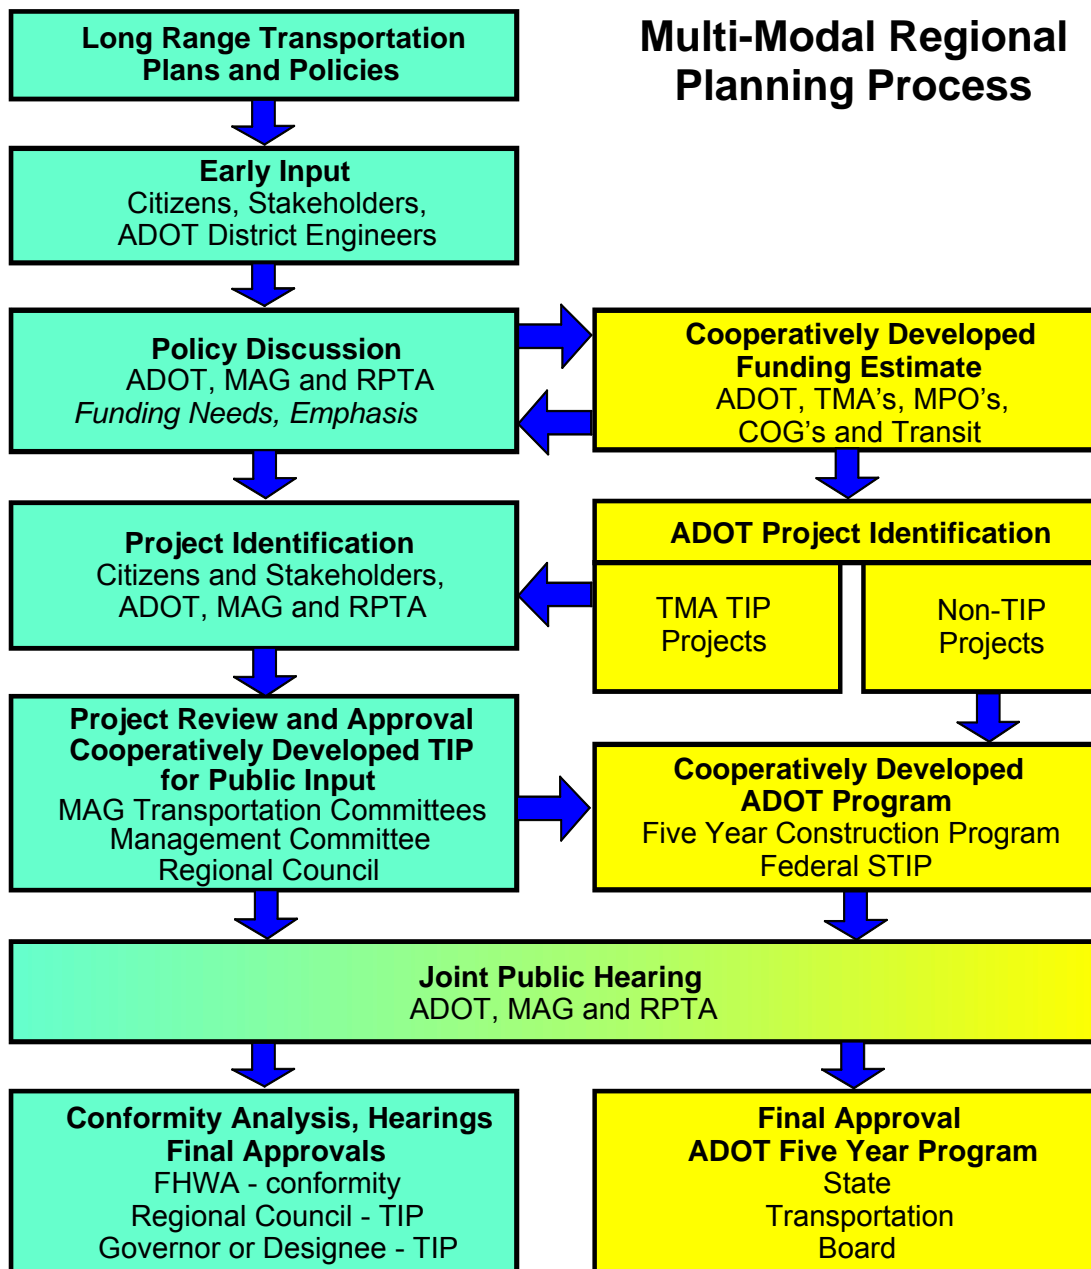 Multi-Modal Regional
Planning Process
Long Range Transportation
Plans and Policies
Early Input
Citizens, Stakeholders,
ADOT District Engineers
Policy Discussion
ADOT, MAG and RPTA
Funding Needs, Emphasis
Cooperatively Developed
Funding Estimate
ADOT, TMA's, MPO's,
COG's and Transit
Project Identification
Citizens and Stakeholders,
ADOT, MAG and RPTA
ADOT Project Identification
TMA TIP
Projects
Non-TIP
Projects
Project Review and Approval
Cooperatively Developed TIP
for Public Input
MAG Transportation Committees
Management Committee
Regional Council
Cooperatively Developed
ADOT Program
Five Year Construction Program
Federal STIP
Joint Public Hearing
ADOT, MAG and RPTA
Conformity Analysis, Hearings
Final Approvals
FHWA - conformity
Regional Council - TIP
Governor or Designee - TIP
Final Approval
ADOT Five Year Program
State
Transportation
Board